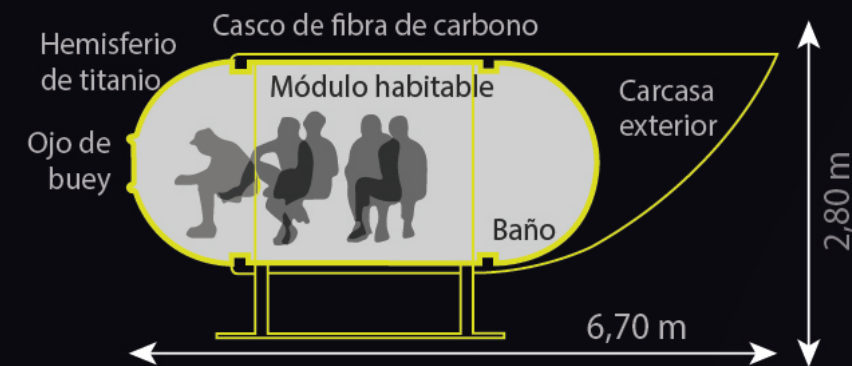 Casco de fibra de carbono
Hemisferio
de titanio
Módulo habitable
Carcasa
exterior
Ojo de
buey
Baño
2,80 m
6,70 m